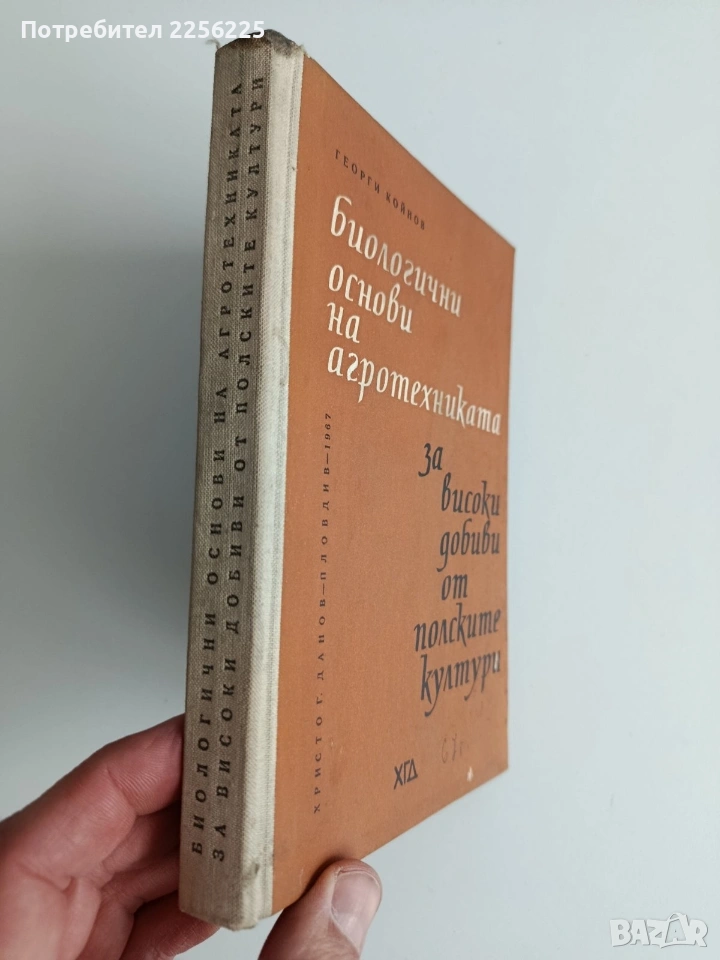 Потребител 2256225
БИОЛОГИЧНИ ОСНОВИ НА АГРОТЕХНИКАТА
ЗА ВИСОКИ ДОБИВИ ОТ ПОЛСКИТЕ КУЛТУРИ
ГЕОРГИ КОЙНОВ
биологични
основи
на
агротехниката
за
високи
добиви
от
полските
култури
ХРИСТО Г. ДАНОВ—ПЛОВДИВ—1967
ХГД
BAZAR